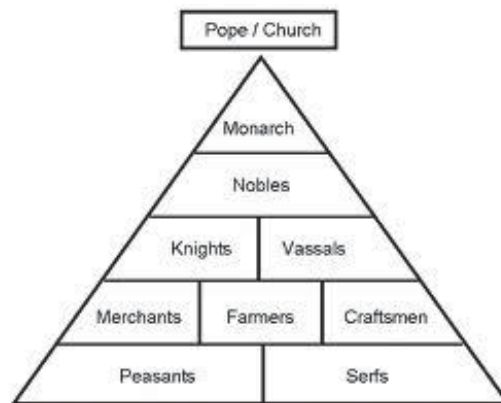 Pope / Church
Monarch
Nobles
Knights Vassals
Merchants Farmers Craftsmen
Peasants Serfs